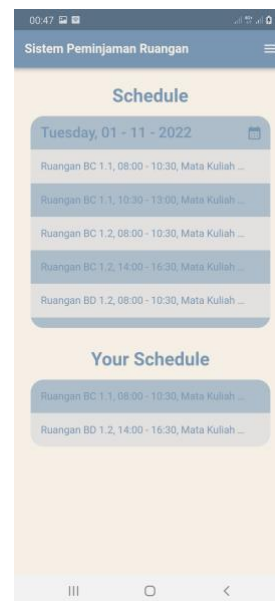 00:47
Sistem Peminjaman Ruangan
Schedule
Tuesday, 01 - 11 - 2022
Ruangan BC 1.1, 08:00 - 10:30, Mata Kuliah ...
Ruangan BC 1.1, 10:30 - 13:00, Mata Kuliah ...
Ruangan BC 1.2, 08:00 - 10:30, Mata Kuliah ...
Ruangan BC 1.2, 14:00 - 16:30, Mata Kuliah ...
Ruangan BD 1.2, 08:00 - 10:30, Mata Kuliah ...
Your Schedule
Ruangan BC 1.1, 08:00 - 10:30, Mata Kuliah ...
Ruangan BD 1.2, 14:00 - 16:30, Mata Kuliah ...